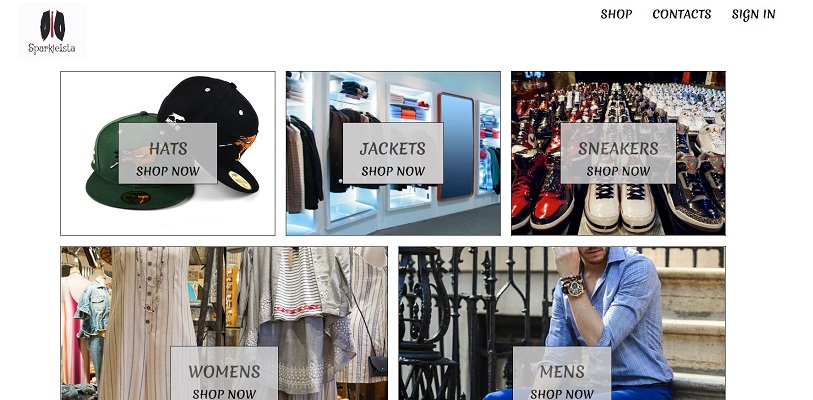 Sparkleista
SHOP CONTACTS SIGN IN
HATS
SHOP NOW
JACKETS
SHOP NOW
SNEAKERS
SHOP NOW
WOMENS
SHOP NOW
MENS
SHOP NOW